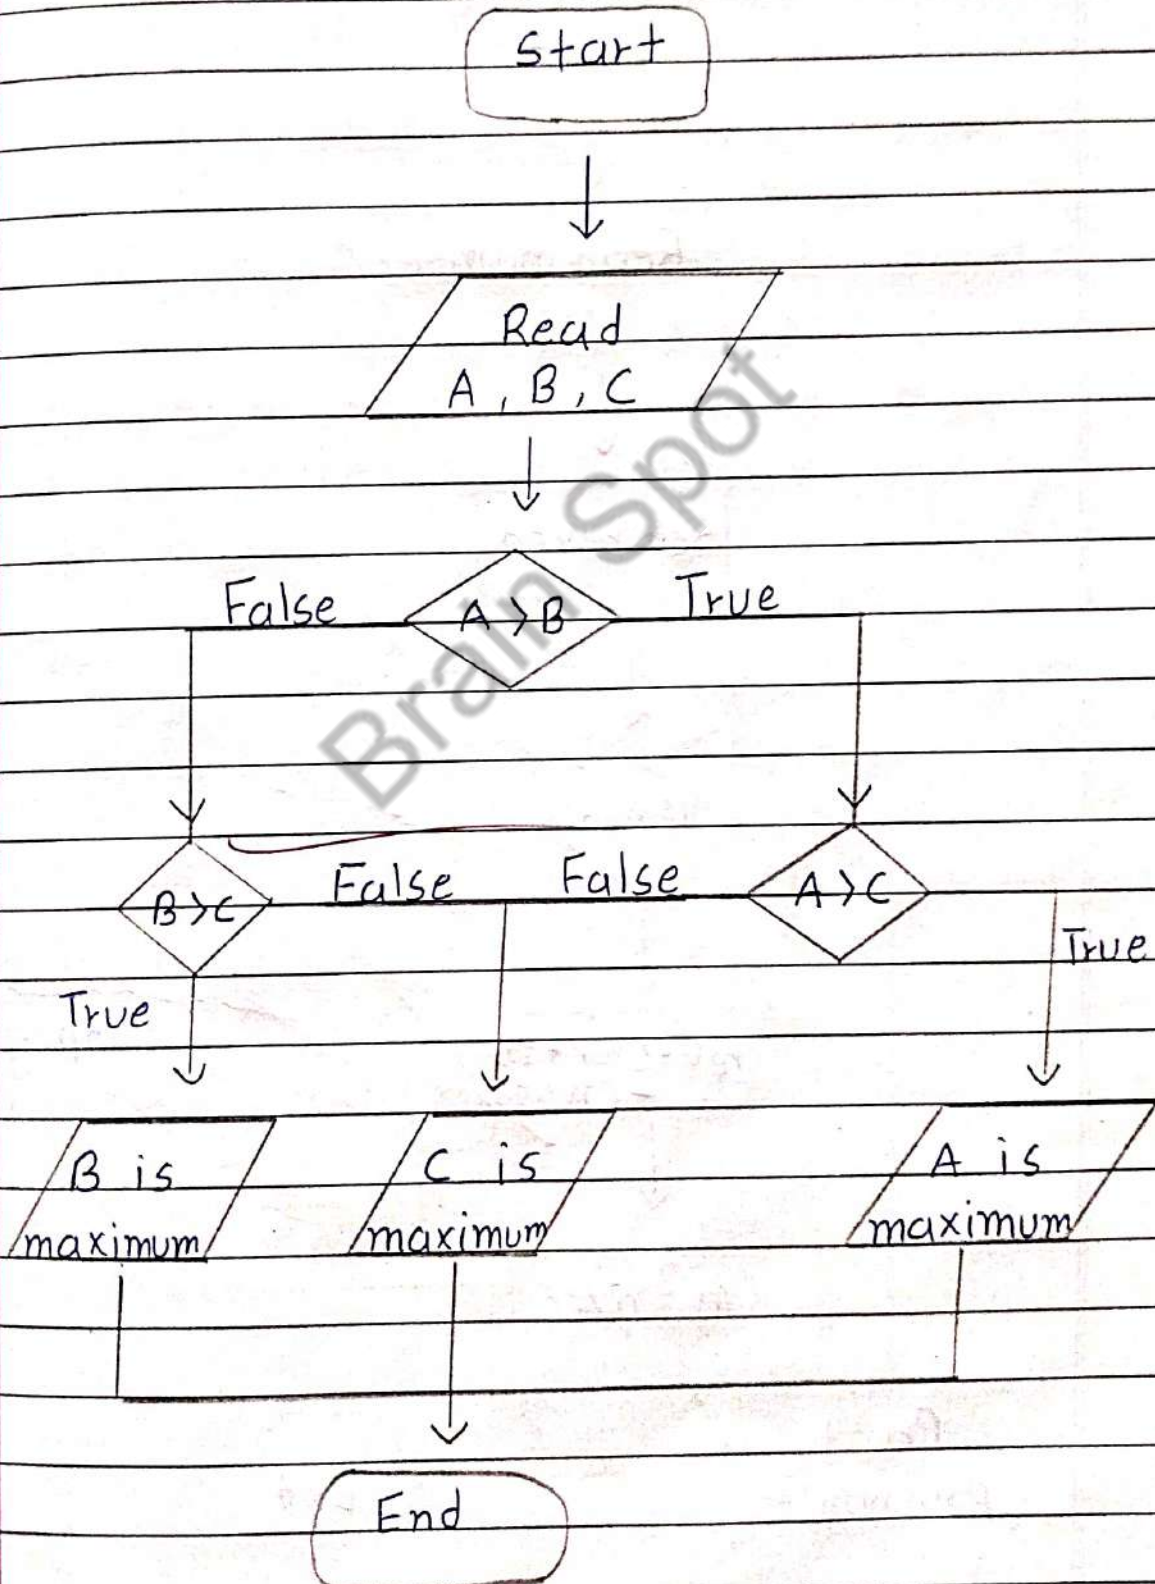 Start
Read
A, B, C
False
A>B
True
B>C
False
False
A>C
True
True
B is
maximum
C is
maximum
A is
maximum
End
Brain Spot